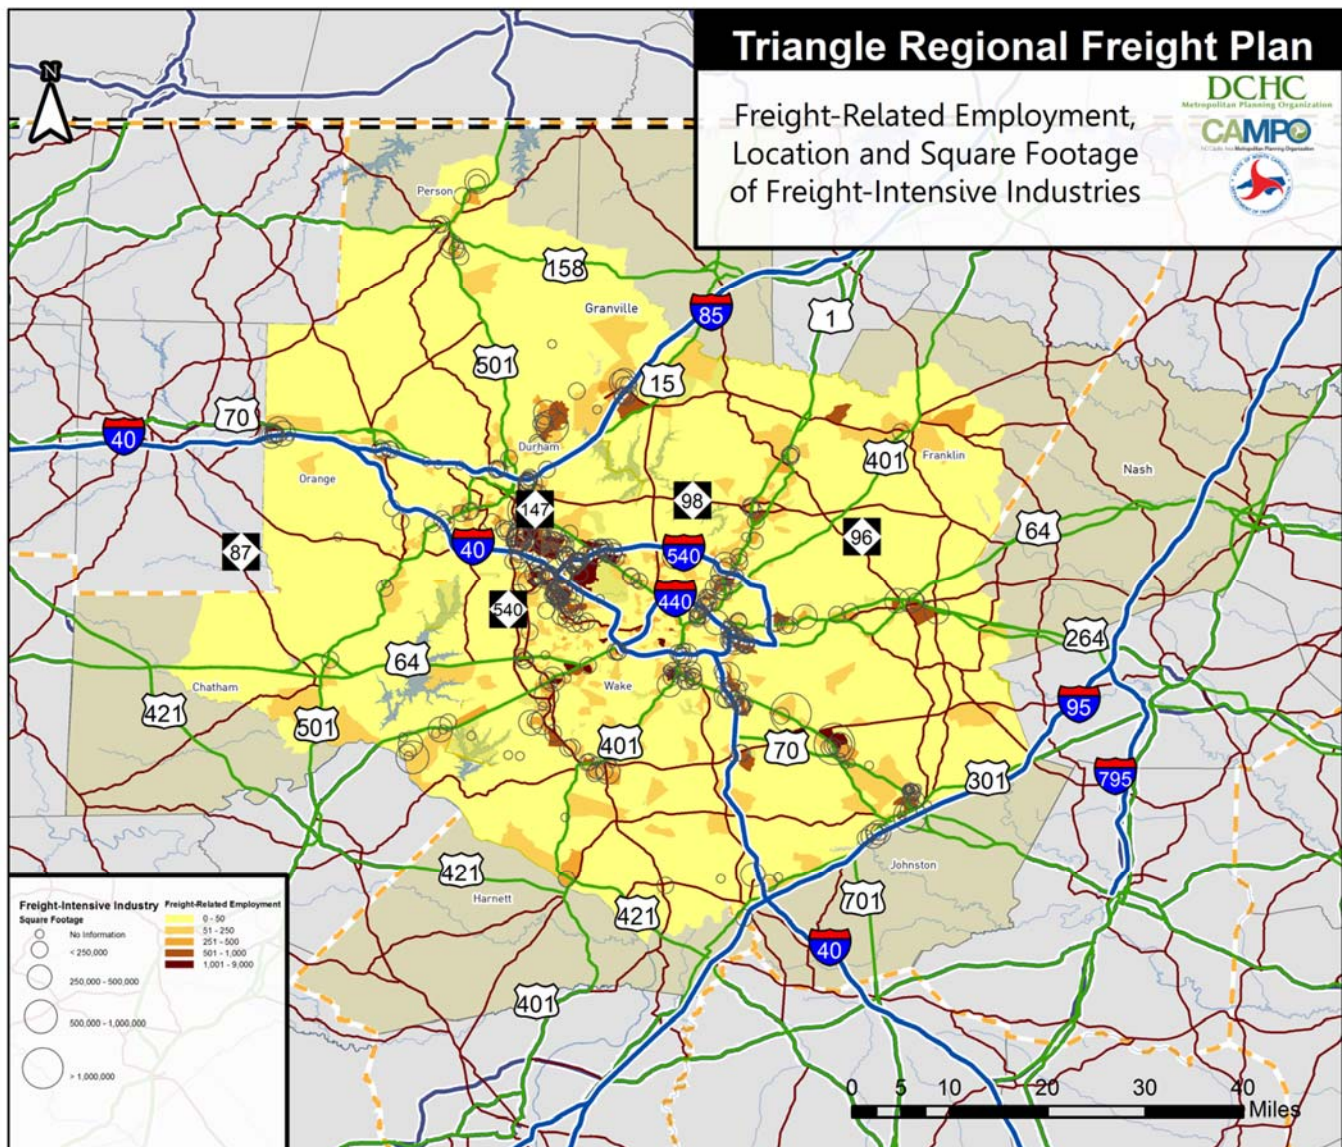 Triangle Regional Freight Plan
DCHC
Metropolitan Planning Organization
CAMPO
Freight-Related Employment,
Location and Square Footage
of Freight-Intensive Industries
N
Person
158
Granville
85
1
501
15
70
40
Durham
401
Franklin
Nash
Orange
147
98
96
64
87
40
540
440
540
264
64
Chatham
Wake
421
501
401
70
95
301
795
Johnston
421
Harnett
421
701
40
401
Freight-Intensive Industry
Square Footage
No Information
< 250,000
250,000 - 500,000
500,000 - 1,000,000
> 1,000,000
Freight-Related Employment
0 - 50
51 - 250
251 - 500
501 - 1,000
1,001 - 9,000
0 5 10 20 30 40
Miles